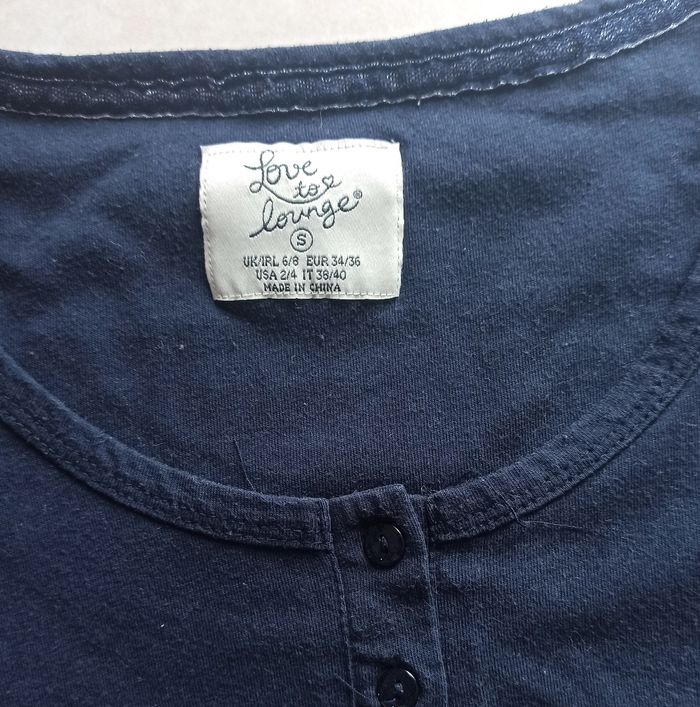 Love
to
lounge®
S
UK/IRL 6/8 EUR 34/36
USA 2/4 IT 38/40
MADE IN CHINA